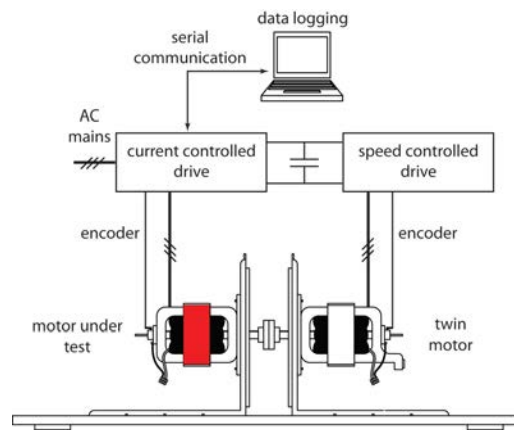 data logging
serial
communication
AC
mains
current controlled
drive
speed controlled
drive
encoder
encoder
motor under
test
twin
motor